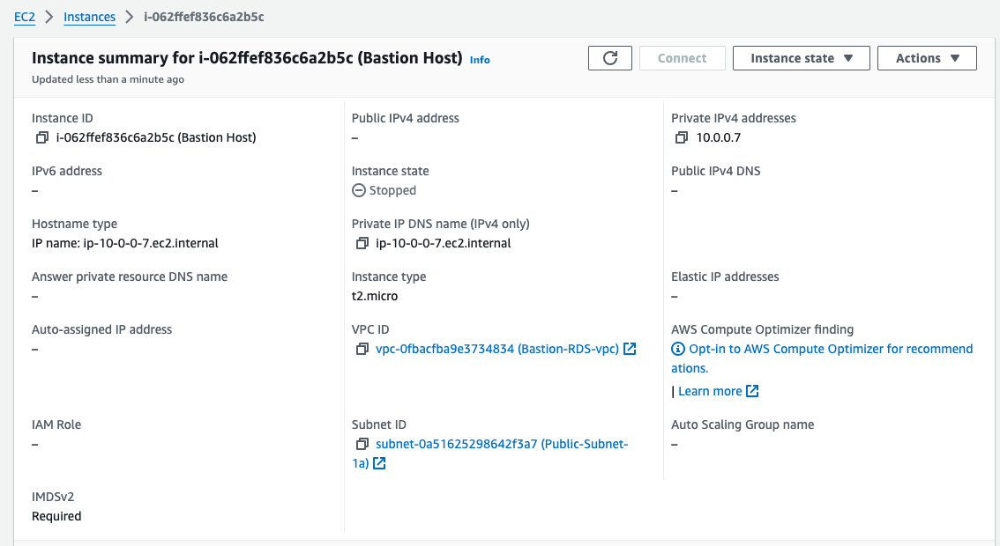 EC2 > Instances > i-062ffef836c6a2b5c
Instance summary for i-062ffef836c6a2b5c (Bastion Host) Info
Connect
Instance state
Actions
Updated less than a minute ago
Instance ID
i-062ffef836c6a2b5c (Bastion Host)
Public IPv4 address
–
Private IPv4 addresses
10.0.0.7
IPv6 address
–
Instance state
Stopped
Public IPv4 DNS
–
Hostname type
IP name: ip-10-0-0-7.ec2.internal
Private IP DNS name (IPv4 only)
ip-10-0-0-7.ec2.internal
Answer private resource DNS name
–
Instance type
t2.micro
Elastic IP addresses
–
Auto-assigned IP address
–
VPC ID
vpc-0fbacfba9e3734834 (Bastion-RDS-vpc)
AWS Compute Optimizer finding
Opt-in to AWS Compute Optimizer for recommend
ations.
| Learn more
IAM Role
–
Subnet ID
subnet-0a51625298642f3a7 (Public-Subnet-
1a)
Auto Scaling Group name
–
IMDSv2
Required